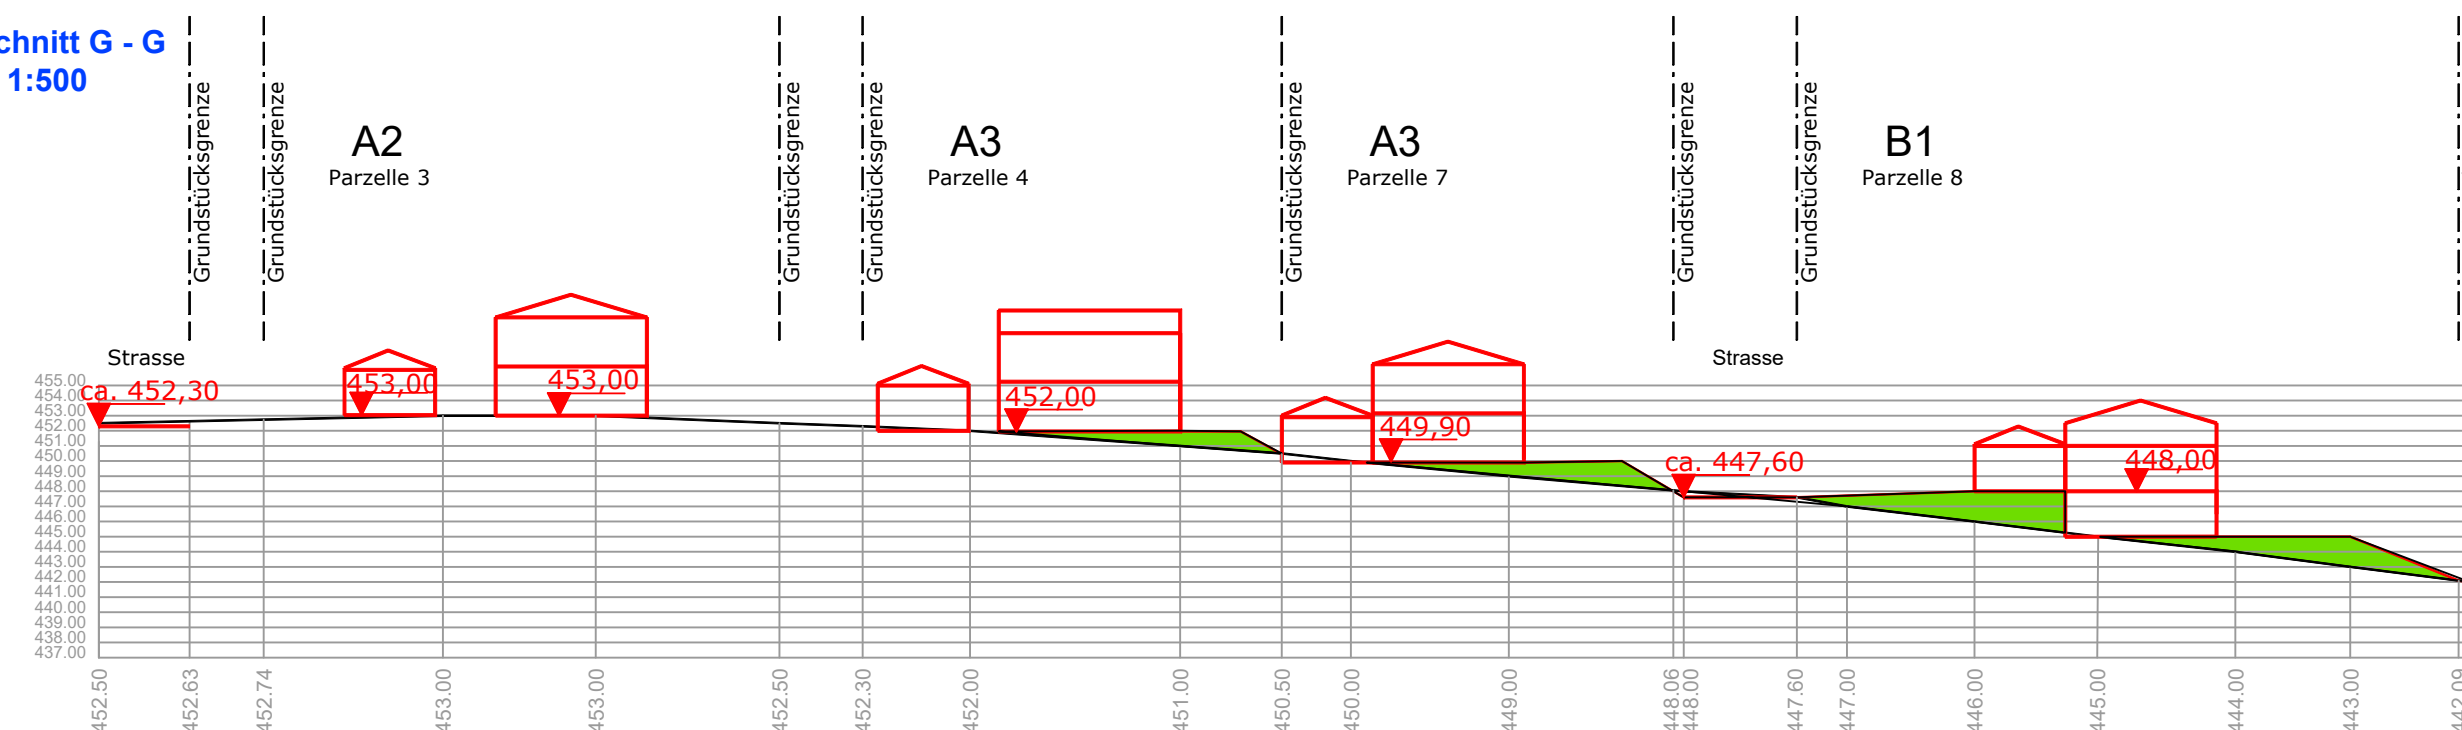 chnitt G - G
1:500
Grundstücksgrenze
Grundstücksgrenze
Grundstücksgrenze
Grundstücksgrenze
Grundstücksgrenze
Grundstücksgrenze
Grundstücksgrenze
A2
Parzelle 3
A3
Parzelle 4
A3
Parzelle 7
B1
Parzelle 8
Strasse
Strasse
ca. 452,30
453,00
453,00
452,00
449,90
ca. 447,60
448,00
455.00
454.00
453.00
452.00
451.00
450.00
449.00
448.00
447.00
446.00
445.00
444.00
443.00
442.00
441.00
440.00
439.00
438.00
437.00
452.50
452.63
452.74
453.00
453.00
452.50
452.30
452.00
451.00
450.50
450.00
449.00
448.06
448.00
447.60
447.00
446.00
445.00
444.00
443.00
442.09